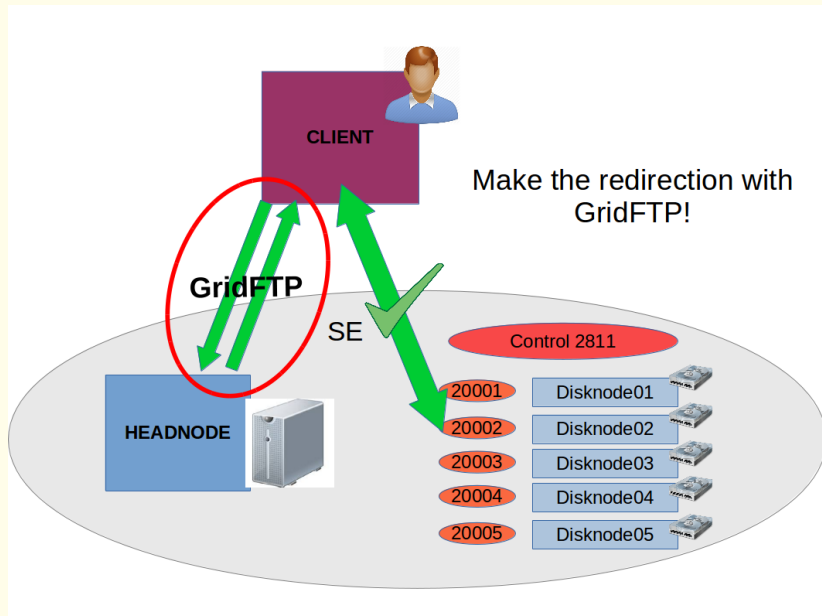 CLIENT
Make the redirection with
GridFTP!
GridFTP
SE
Control 2811
HEADNODE
20001 Disknode01
20002 Disknode02
20003 Disknode03
20004 Disknode04
20005 Disknode05